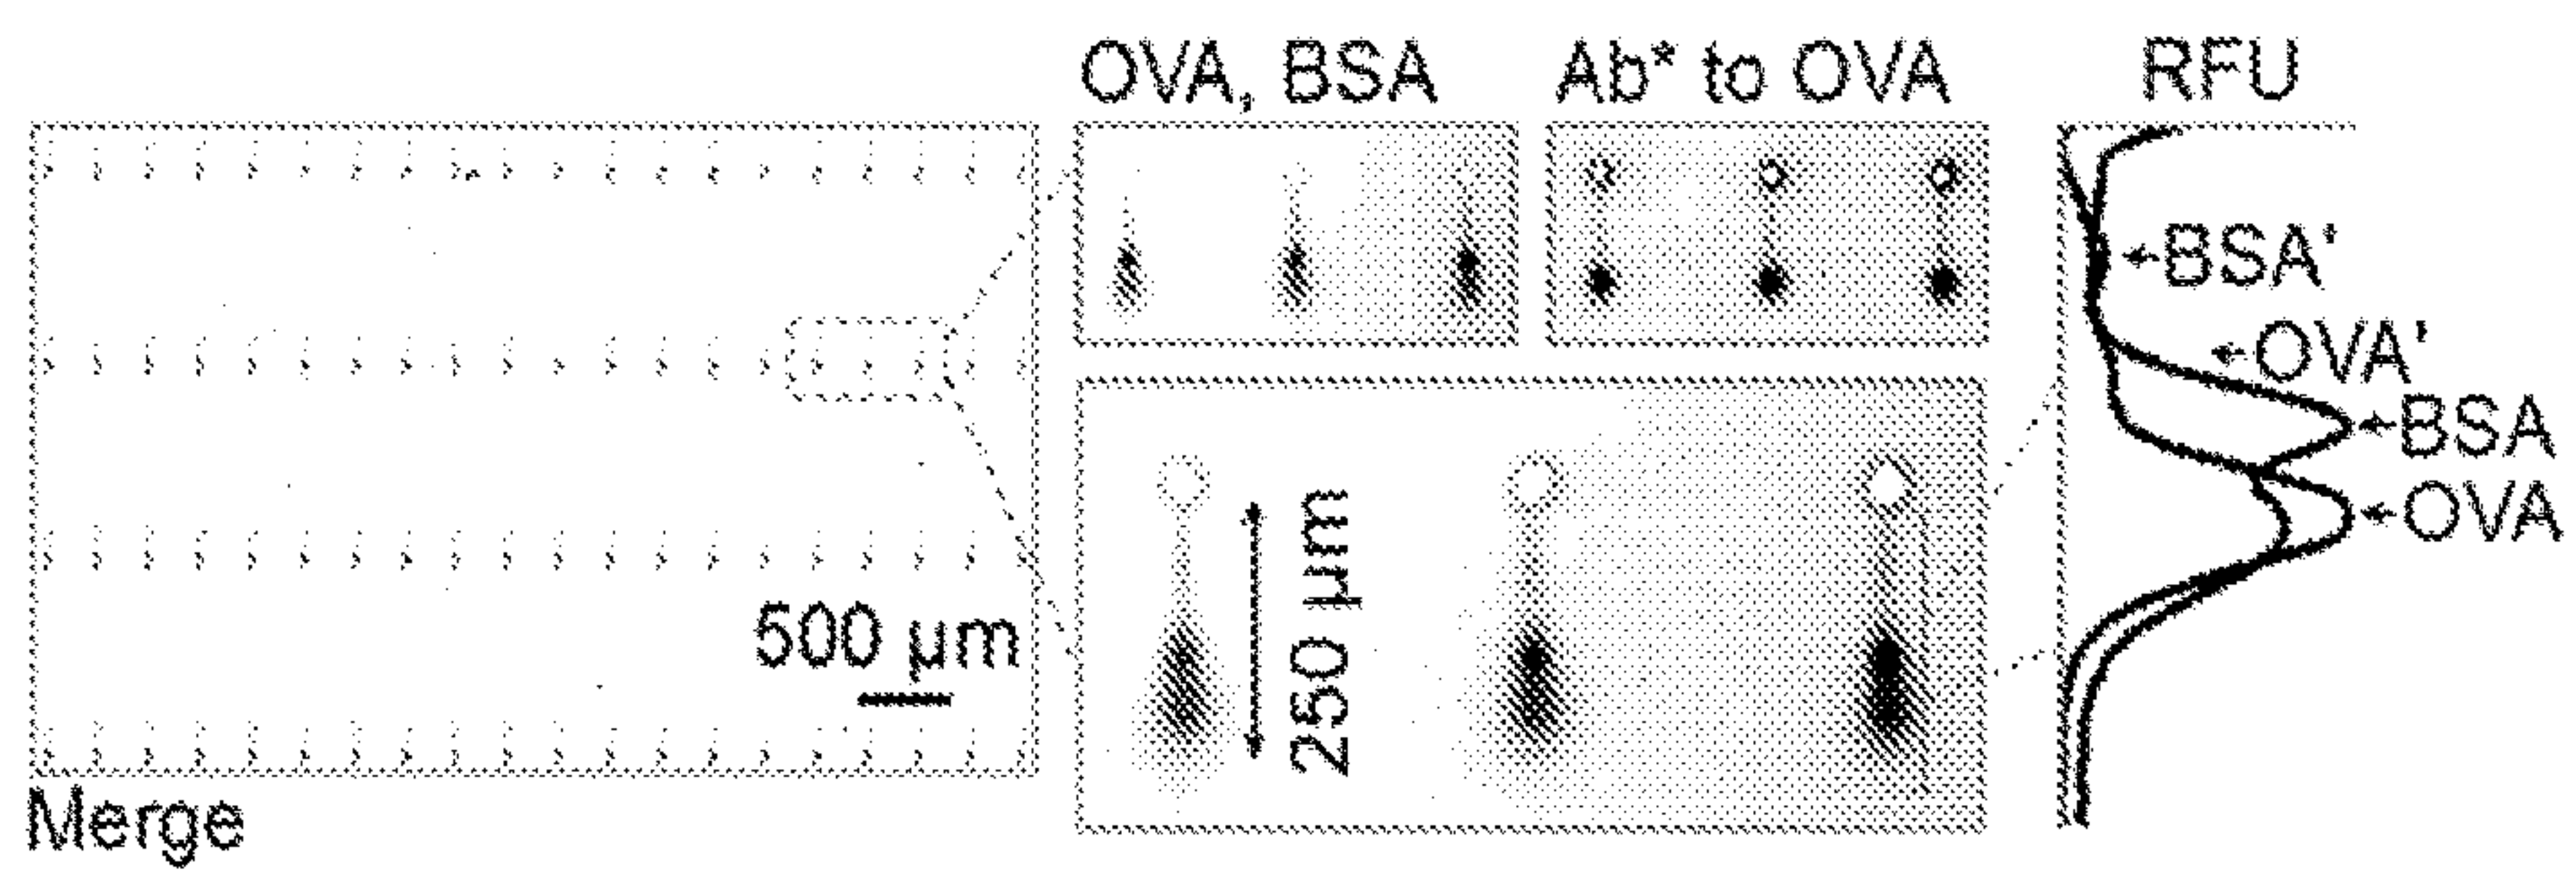 OVA, BSA
Ab* to OVA
RFU
BSA'
OVA'
BSA
OVA
500 µm
250 µm
Merge